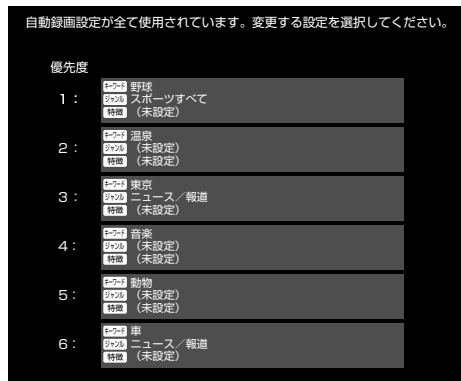 自動録画設定が全て使用されています。変更する設定を選択してください。
優先度
1： キーワード 野球
ジャンル スポーツすべて
特徴 （未設定）
2： キーワード 温泉
ジャンル （未設定）
特徴 （未設定）
3： キーワード 東京
ジャンル ニュース／報道
特徴 （未設定）
4： キーワード 音楽
ジャンル （未設定）
特徴 （未設定）
5： キーワード 動物
ジャンル （未設定）
特徴 （未設定）
6： キーワード 車
ジャンル ニュース／報道
特徴 （未設定）